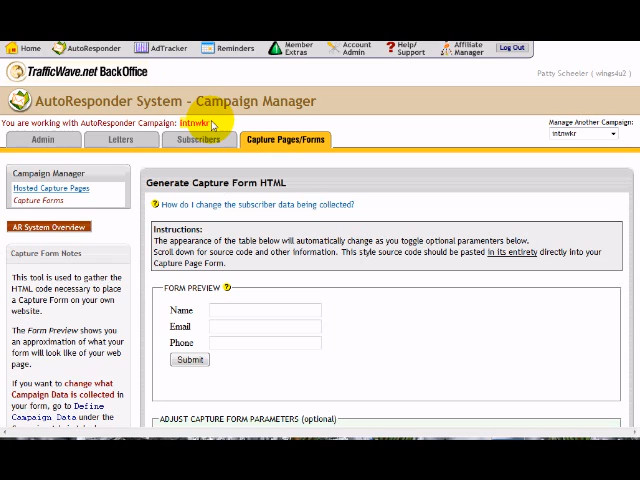 Home AutoResponder AdTracker Reminders Member Extras Account Admin Help/ Support Affiliate Manager Log Out
TrafficWave.net BackOffice
Patty Scheeler ( wings4u2 )
AutoResponder System - Campaign Manager
You are working with AutoResponder Campaign: intnwkr
Manage Another Campaign:
intnwkr
Admin Letters Subscribers Capture Pages/Forms
Campaign Manager
Hosted Capture Pages
Capture Forms
AR System Overview
Capture Form Notes
This tool is used to gather the
HTML code necessary to place
a Capture Form on your own
website.
The Form Preview shows you
an approximation of what your
form will look like of your web
page.
If you want to change what
Campaign Data is collected in
your form, go to Define
Campaign Data under the
Generate Capture Form HTML
? How do I change the subscriber data being collected?
Instructions:
The appearance of the table below will automatically change as you toggle optional paramenters below.
Scroll down for source code and other information. This style source code should be pasted in its entirety directly into your
Capture Page Form.
FORM PREVIEW ?
Name
Email
Phone
Submit
ADJUST CAPTURE FORM PARAMETERS (optional)